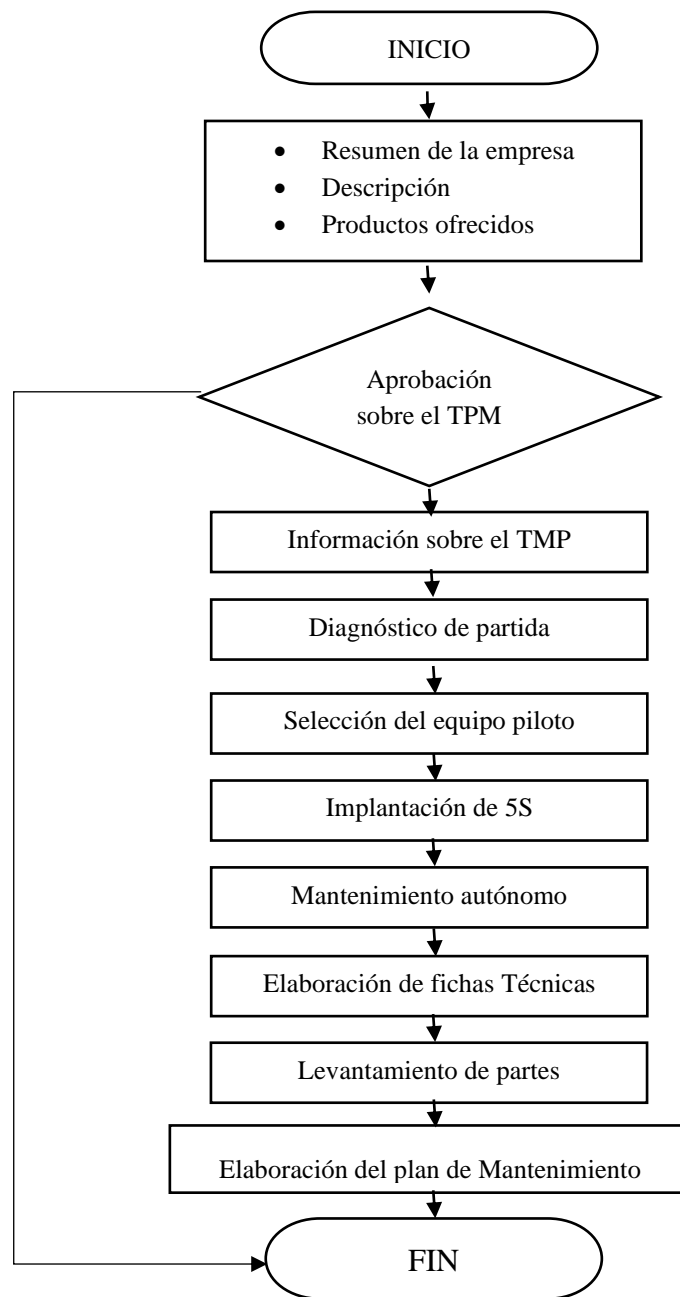 INICIO
• Resumen de la empresa
• Descripción
• Productos ofrecidos
Aprobación
sobre el TPM
Información sobre el TMP
Diagnóstico de partida
Selección del equipo piloto
Implantación de 5S
Mantenimiento autónomo
Elaboración de fichas Técnicas
Levantamiento de partes
Elaboración del plan de Mantenimiento
FIN